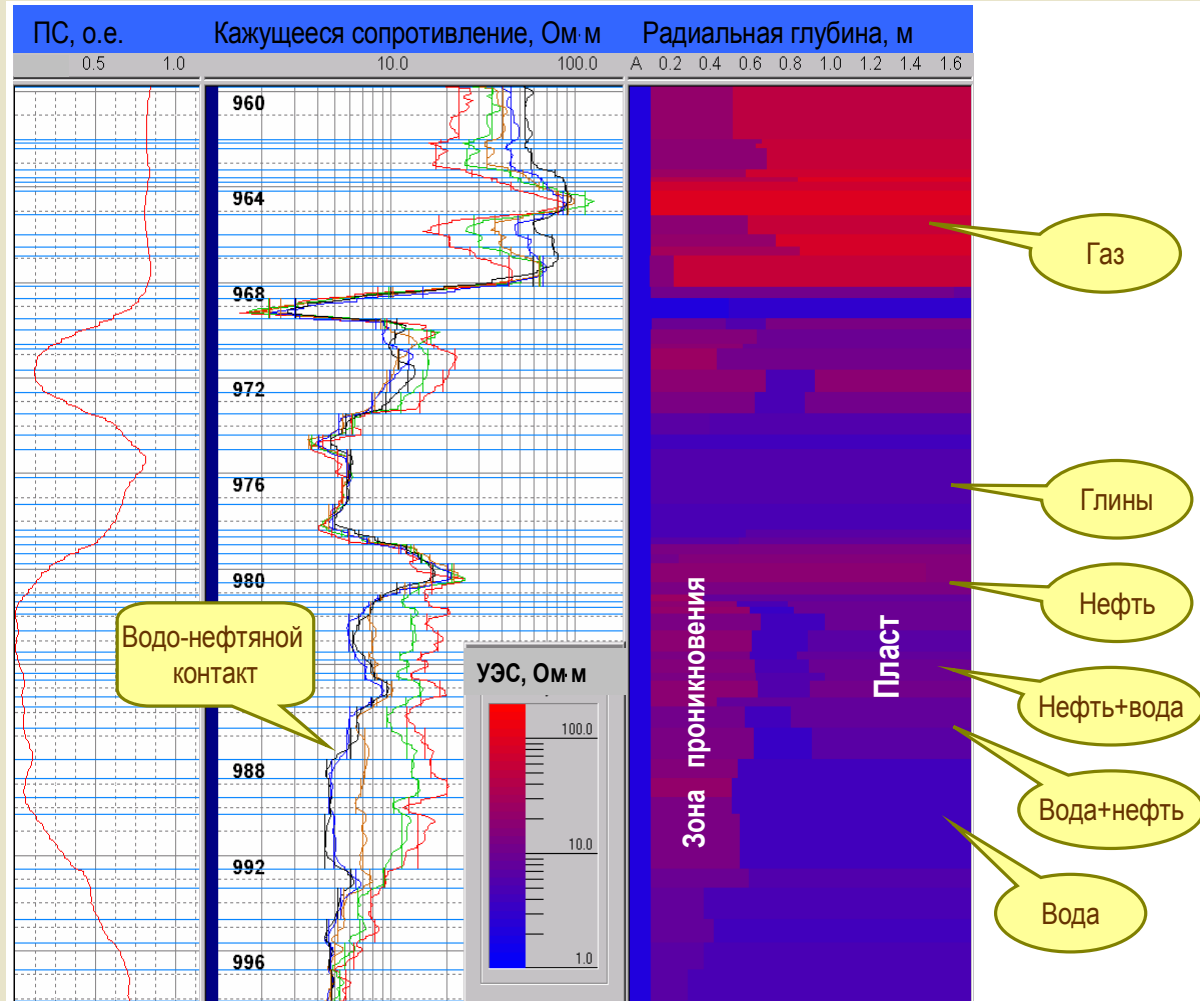 ПС, о.е.
Кажущееся сопротивление, Ом·м
Радиальная глубина, м
0.5 1.0
10.0 100.0
A 0.2 0.4 0.6 0.8 1.0 1.2 1.4 1.6
960
964
968
972
976
980
988
992
996
Водо-нефтяной
контакт
УЭС, Ом·м
100.0
10.0
1.0
Зона проникновения
Пласт
Газ
Глины
Нефть
Нефть+вода
Вода+нефть
Вода